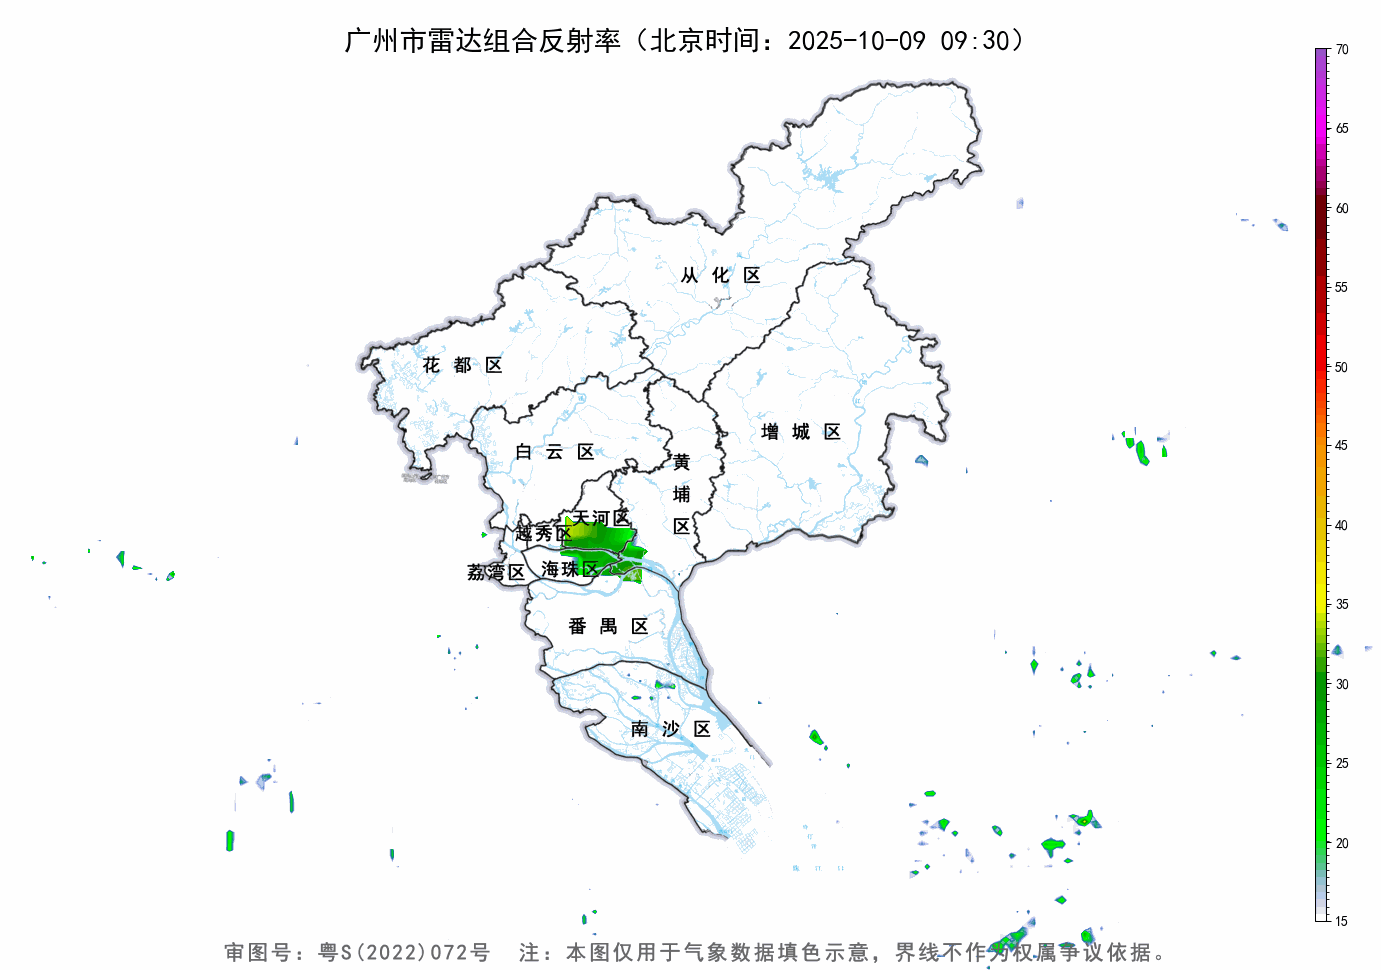 广州市雷达组合反射率（北京时间：2025-10-09 09:30）
70
65
60
55
50
45
40
35
30
25
20
15
从化区
花都区
增城区
白云区
黄埔区
天河区
越秀区
荔湾区
海珠区
番禺区
南沙区
审图号：粤S(2022)072号 注：本图仅用于气象数据填色示意，界线不作为权属争议依据。